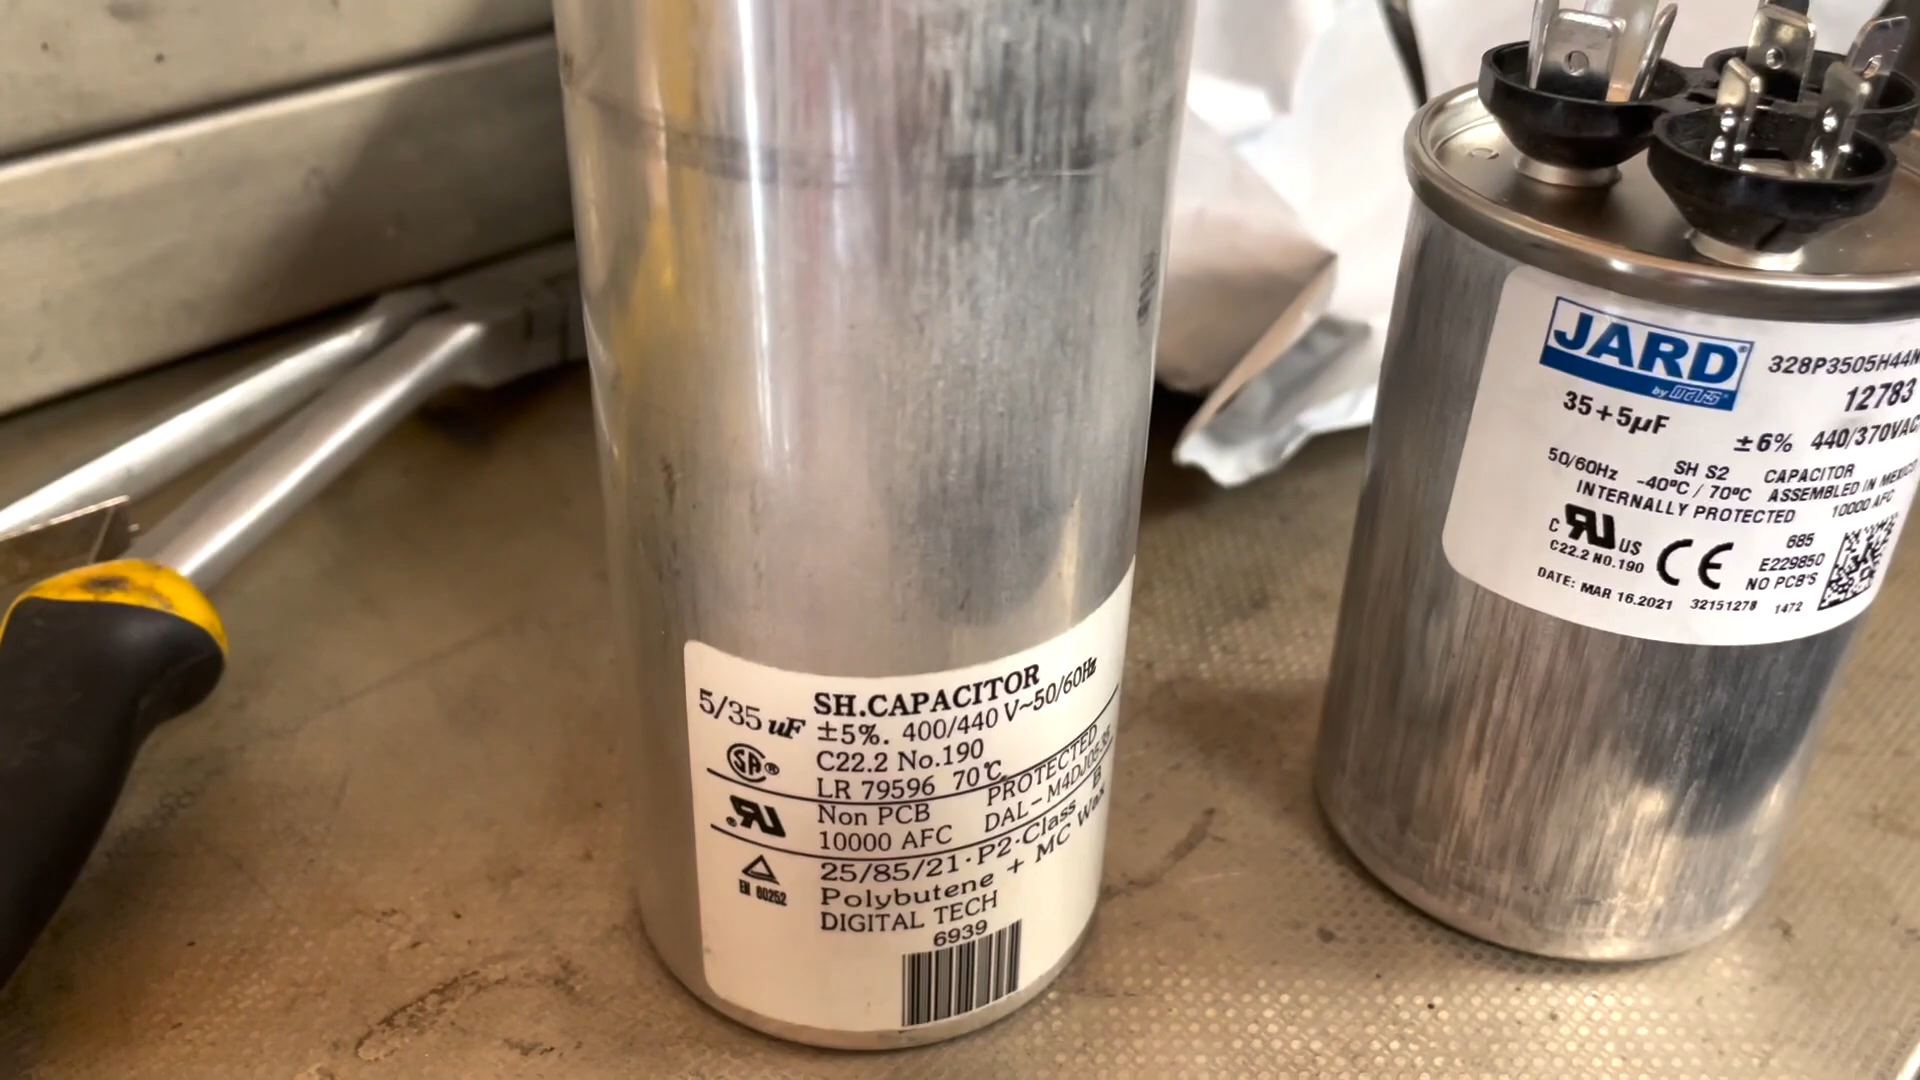 5/35 uF
SH.CAPACITOR
±5%. 400/440 V~50/60Hz
C22.2 No.190
LR 79596 70℃
PROTECTED
Non PCB
10000 AFC
25/85/21·P2·Class B
Polybutene + MC Wax
DIGITAL TECH
6939
SA®
EN 60252
JARD®
by MARS®
328P3505H44N
12783
35+5µF
±6% 440/370VAC
50/60Hz SH S2 CAPACITOR
-40ºC / 70ºC ASSEMBLED IN MEXICO
INTERNALLY PROTECTED 10000 AFC
C RU US
C22.2 NO.190
CE
685
E229850
NO PCB'S
DATE: MAR 16.2021 32151278 1472